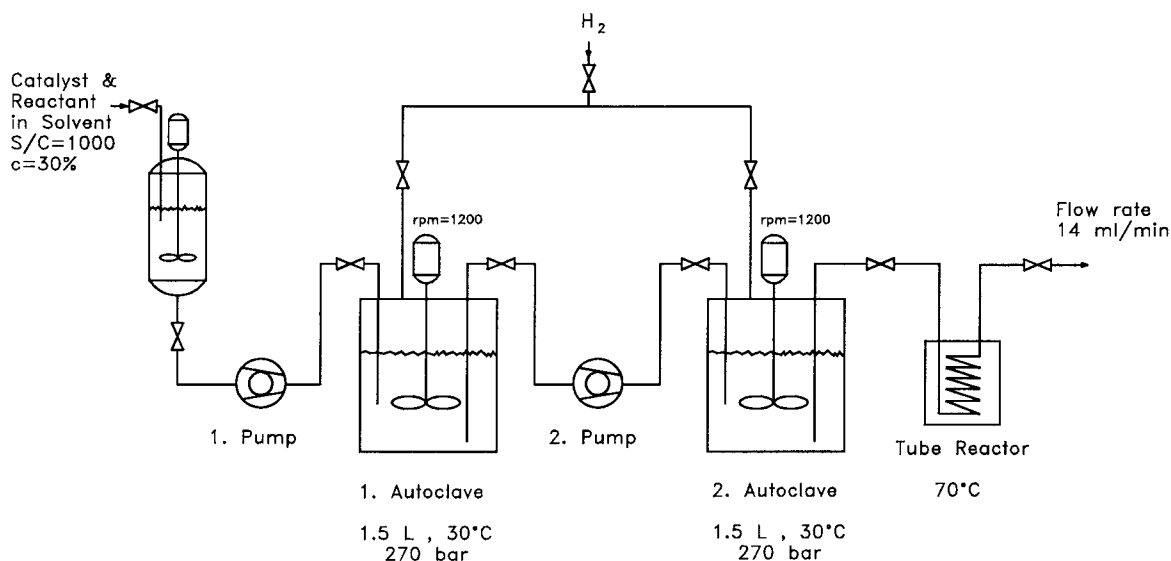 H₂
Catalyst &
Reactant
in Solvent
S/C=1000
c=30%
rpm=1200
rpm=1200
Flow rate
14 ml/min
1. Pump
2. Pump
Tube Reactor
70°C
1. Autoclave
1.5 L , 30°C
270 bar
2. Autoclave
1.5 L , 30°C
270 bar